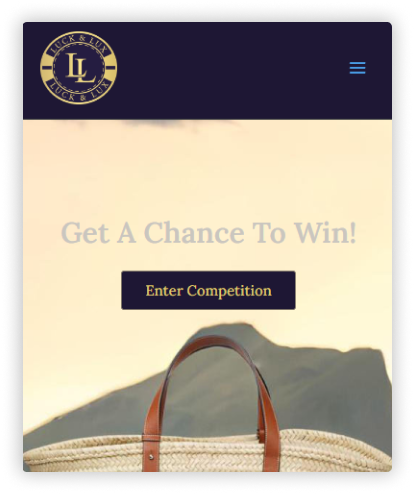 LUCK & LUX
LL
LUCK & LUX
Get A Chance To Win!
Enter Competition